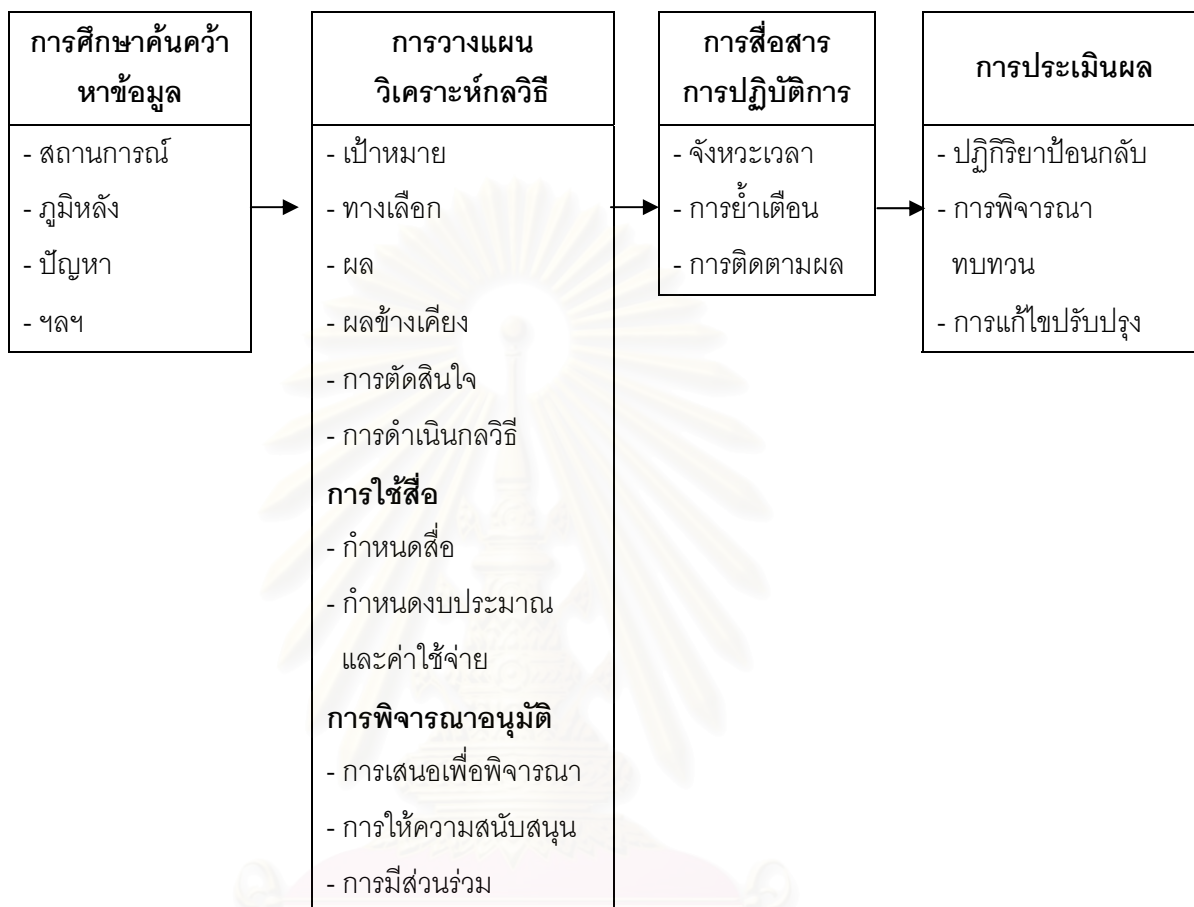 การศึกษาค้นคว้า
หาข้อมูล
- สถานการณ์
- ภูมิหลัง
- ปัญหา
- ฯลฯ
การวางแผน
วิเคราะห์กลวิธี
- เป้าหมาย
- ทางเลือก
- ผล
- ผลข้างเคียง
- การตัดสินใจ
- การดำเนินกลวิธี
การใช้สื่อ
- กำหนดสื่อ
- กำหนดงบประมาณ
และค่าใช้จ่าย
การพิจารณาอนุมัติ
- การเสนอเพื่อพิจารณา
- การให้ความสนับสนุน
- การมีส่วนร่วม
การสื่อสาร
การปฏิบัติการ
- จังหวะเวลา
- การย้ำเตือน
- การติดตามผล
การประเมินผล
- ปฏิกิริยาป้อนกลับ
- การพิจารณา
ทบทวน
- การแก้ไขปรับปรุง